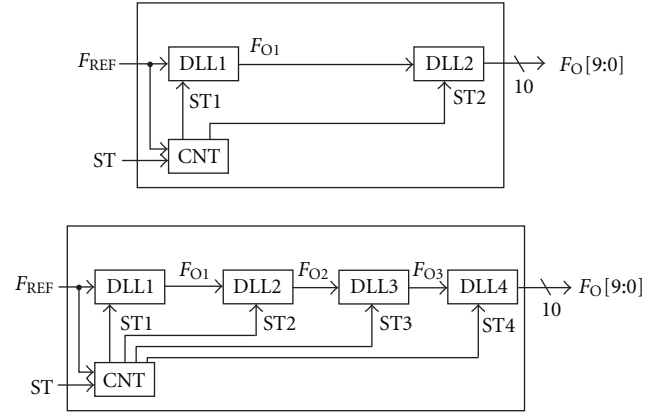 F_REF DLL1 F_O1 DLL2 F_O[9:0]
10
ST1 ST2
ST CNT
F_REF DLL1 F_O1 DLL2 F_O2 DLL3 F_O3 DLL4 F_O[9:0]
10
ST1 ST2 ST3 ST4
ST CNT